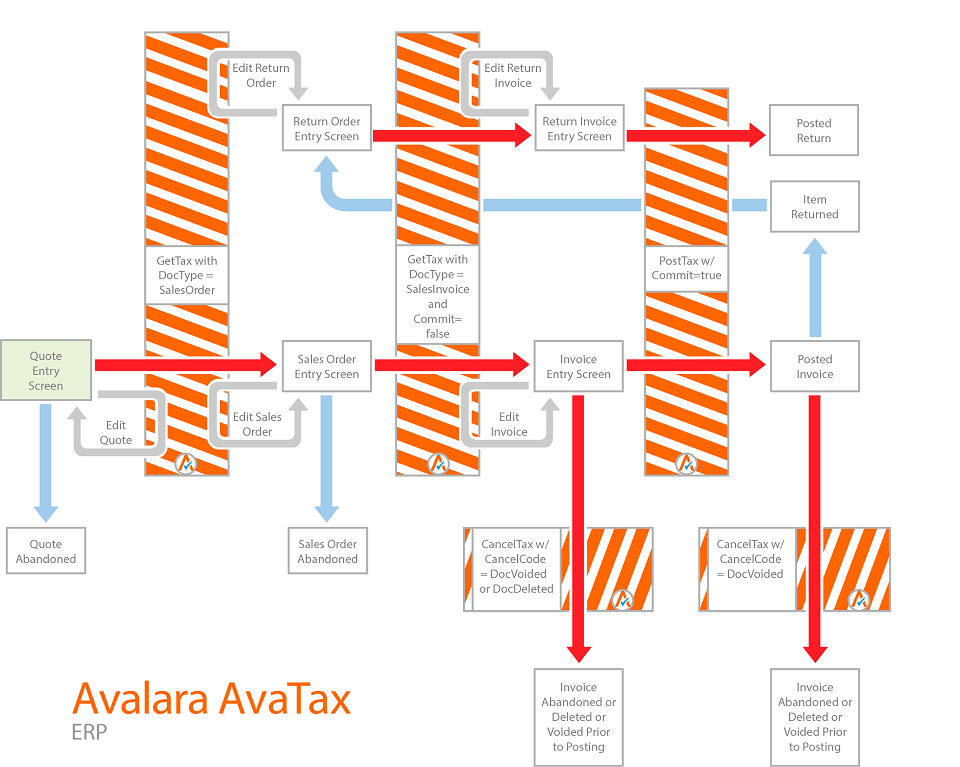 Edit Return
Order
Edit Return
Invoice
Return Order
Entry Screen
Return Invoice
Entry Screen
Posted
Return
Item
Returned
GetTax with
DocType =
SalesOrder
GetTax with
DocType =
SalesInvoice
and
Commit=
false
PostTax w/
Commit=true
Quote
Entry
Screen
Sales Order
Entry Screen
Invoice
Entry Screen
Posted
Invoice
Edit
Quote
Edit Sales
Order
Edit
Invoice
Quote
Abandoned
Sales Order
Abandoned
CancelTax w/
CancelCode
= DocVoided
or DocDeleted
CancelTax w/
CancelCode
= DocVoided
Invoice
Abandoned or
Deleted or
Voided Prior
to Posting
Invoice
Abandoned or
Deleted or
Voided Prior
to Posting
Avalara AvaTax
ERP